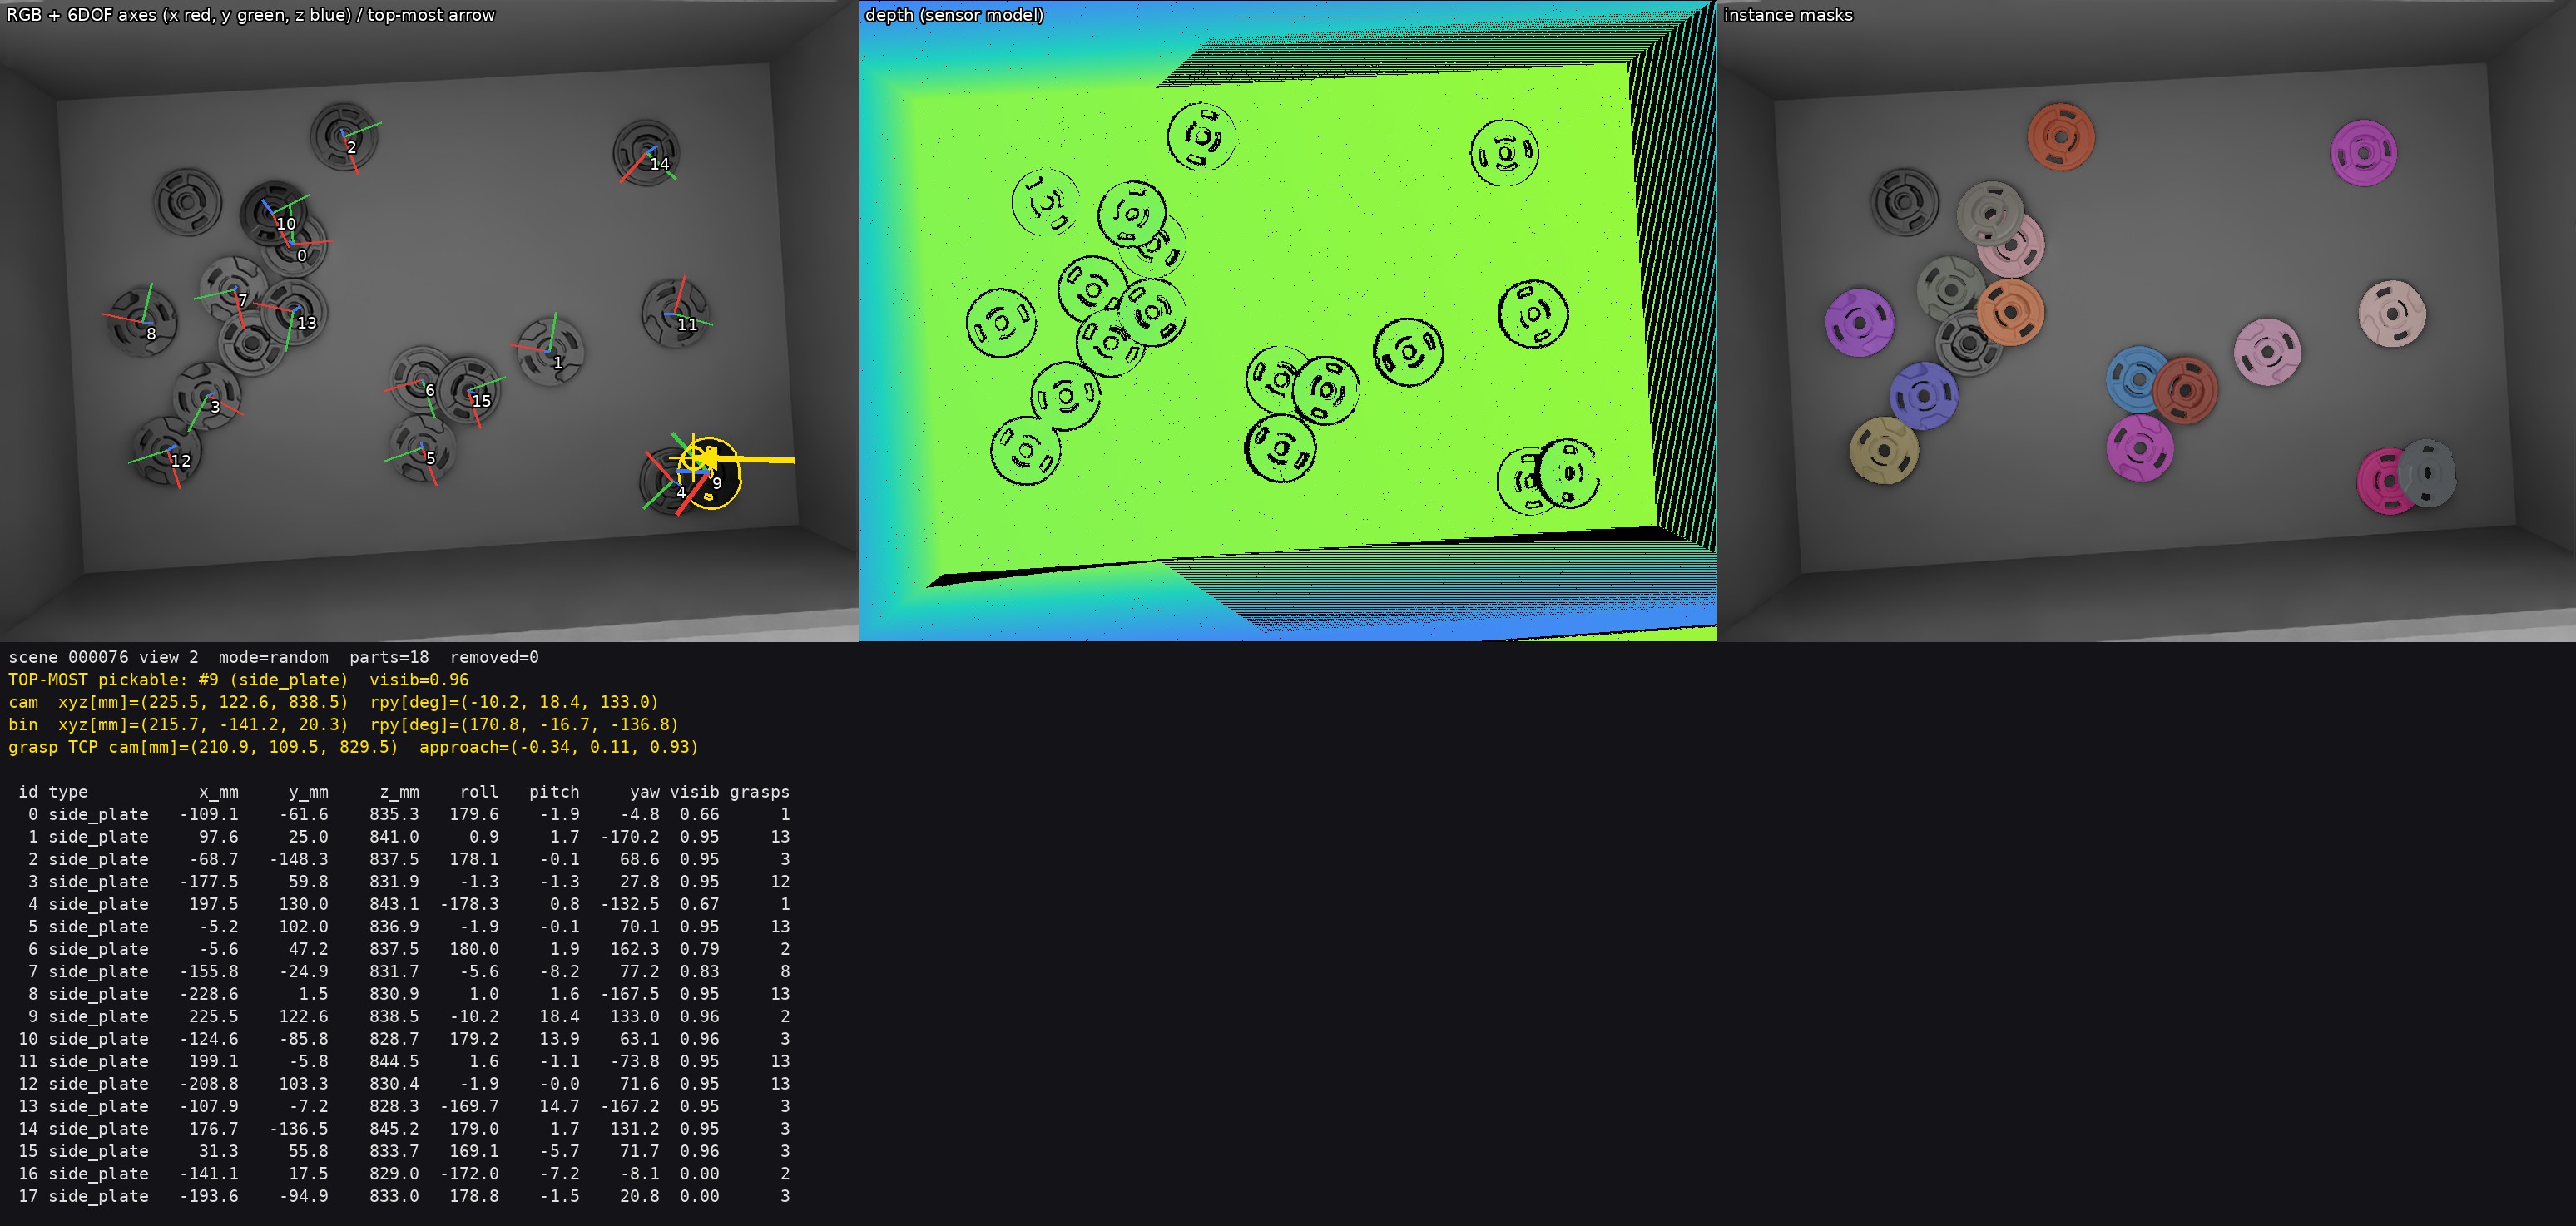 RGB + 6DOF axes (x red, y green, z blue) / top-most arrow
depth (sensor model)
instance masks
2
14
10
0
7
13
8
11
1
6
15
3
5
12
4
9
scene 000076 view 2 mode=random parts=18 removed=0
TOP-MOST pickable: #9 (side_plate) visib=0.96
cam xyz[mm]=(225.5, 122.6, 838.5) rpy[deg]=(-10.2, 18.4, 133.0)
bin xyz[mm]=(215.7, -141.2, 20.3) rpy[deg]=(170.8, -16.7, -136.8)
grasp TCP cam[mm]=(210.9, 109.5, 829.5) approach=(-0.34, 0.11, 0.93)
id type x_mm y_mm z_mm roll pitch yaw visib grasps
0 side_plate -109.1 -61.6 835.3 179.6 -1.9 -4.8 0.66 1
1 side_plate 97.6 25.0 841.0 0.9 1.7 -170.2 0.95 13
2 side_plate -68.7 -148.3 837.5 178.1 -0.1 68.6 0.95 3
3 side_plate -177.5 59.8 831.9 -1.3 -1.3 27.8 0.95 12
4 side_plate 197.5 130.0 843.1 -178.3 0.8 -132.5 0.67 1
5 side_plate -5.2 102.0 836.9 -1.9 -0.1 70.1 0.95 13
6 side_plate -5.6 47.2 837.5 180.0 1.9 162.3 0.79 2
7 side_plate -155.8 -24.9 831.7 -5.6 -8.2 77.2 0.83 8
8 side_plate -228.6 1.5 830.9 1.0 1.6 -167.5 0.95 13
9 side_plate 225.5 122.6 838.5 -10.2 18.4 133.0 0.96 2
10 side_plate -124.6 -85.8 828.7 179.2 13.9 63.1 0.96 3
11 side_plate 199.1 -5.8 844.5 1.6 -1.1 -73.8 0.95 13
12 side_plate -208.8 103.3 830.4 -1.9 -0.0 71.6 0.95 13
13 side_plate -107.9 -7.2 828.3 -169.7 14.7 -167.2 0.95 3
14 side_plate 176.7 -136.5 845.2 179.0 1.7 131.2 0.95 3
15 side_plate 31.3 55.8 833.7 169.1 -5.7 71.7 0.96 3
16 side_plate -141.1 17.5 829.0 -172.0 -7.2 -8.1 0.00 2
17 side_plate -193.6 -94.9 833.0 178.8 -1.5 20.8 0.00 3